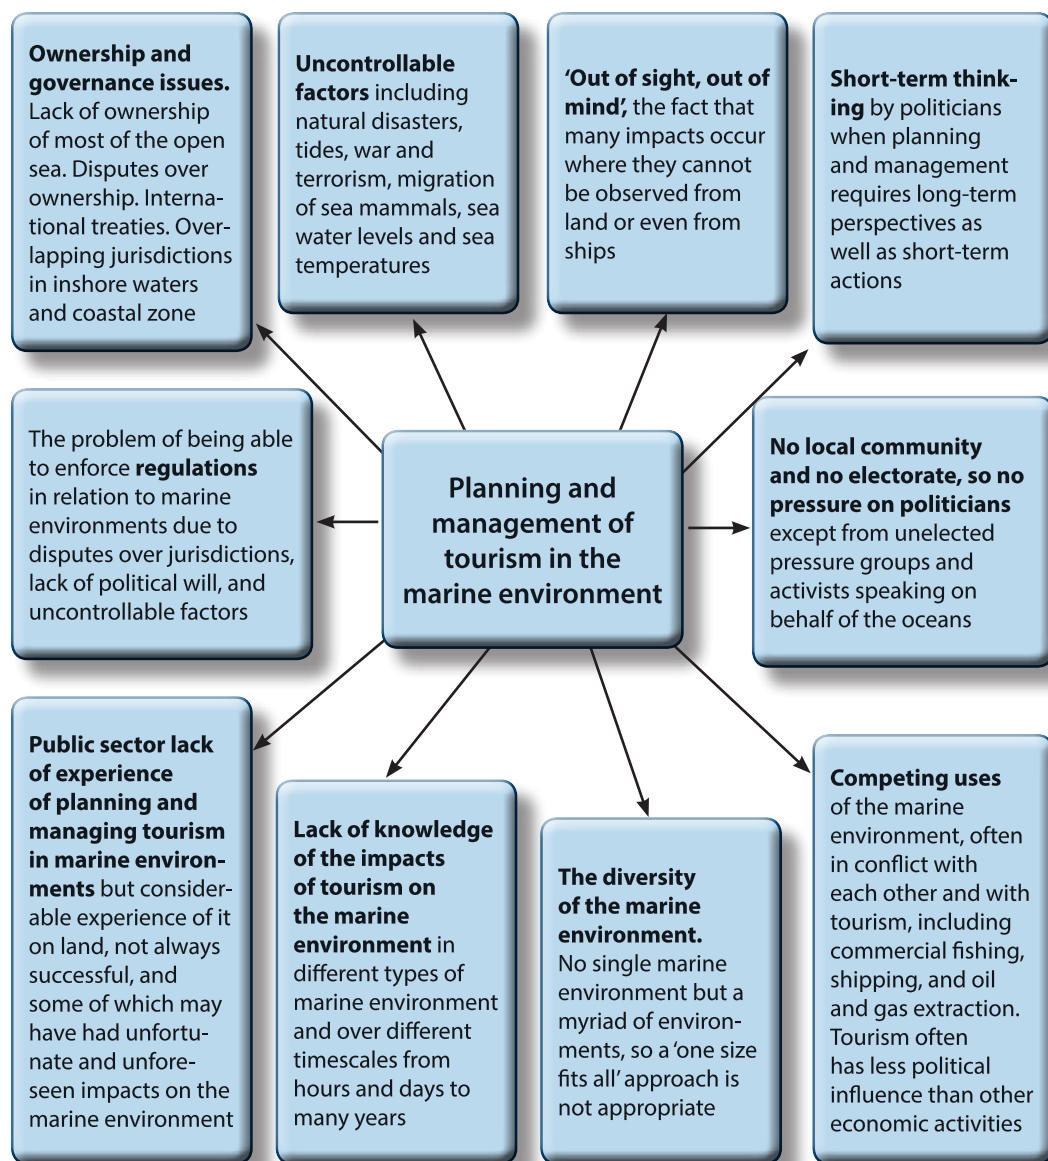 Ownership and
governance issues.
Lack of ownership
of most of the open
sea. Disputes over
ownership. Interna-
tional treaties. Over-
lapping jurisdictions
in inshore waters
and coastal zone
Uncontrollable
factors including
natural disasters,
tides, war and
terrorism, migration
of sea mammals, sea
water levels and sea
temperatures
‘Out of sight, out of
mind’, the fact that
many impacts occur
where they cannot
be observed from
land or even from
ships
Short-term think-
ing by politicians
when planning
and management
requires long-term
perspectives as
well as short-term
actions
The problem of being able
to enforce regulations
in relation to marine
environments due to
disputes over jurisdictions,
lack of political will, and
uncontrollable factors
Planning and
management of
tourism in the
marine environment
No local community
and no electorate, so no
pressure on politicians
except from unelected
pressure groups and
activists speaking on
behalf of the oceans
Public sector lack
of experience
of planning and
managing tourism
in marine environ-
ments but consider-
able experience of it
on land, not always
successful, and
some of which may
have had unfortu-
nate and unfore-
seen impacts on the
marine environment
Lack of knowledge
of the impacts
of tourism on
the marine
environment in
different types of
marine environment
and over different
timescales from
hours and days to
many years
The diversity
of the marine
environment.
No single marine
environment but a
myriad of environ-
ments, so a ‘one size
fits all’ approach is
not appropriate
Competing uses
of the marine
environment, often
in conflict with
each other and with
tourism, including
commercial fishing,
shipping, and oil
and gas extraction.
Tourism often
has less political
influence than other
economic activities